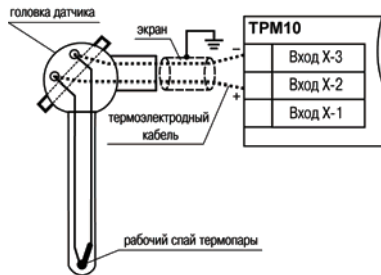 головка датчика
экран
ТРМ10
−
Вход X-3
Вход X-2
+
Вход X-1
термоэлектродный
кабель
рабочий спай термопары